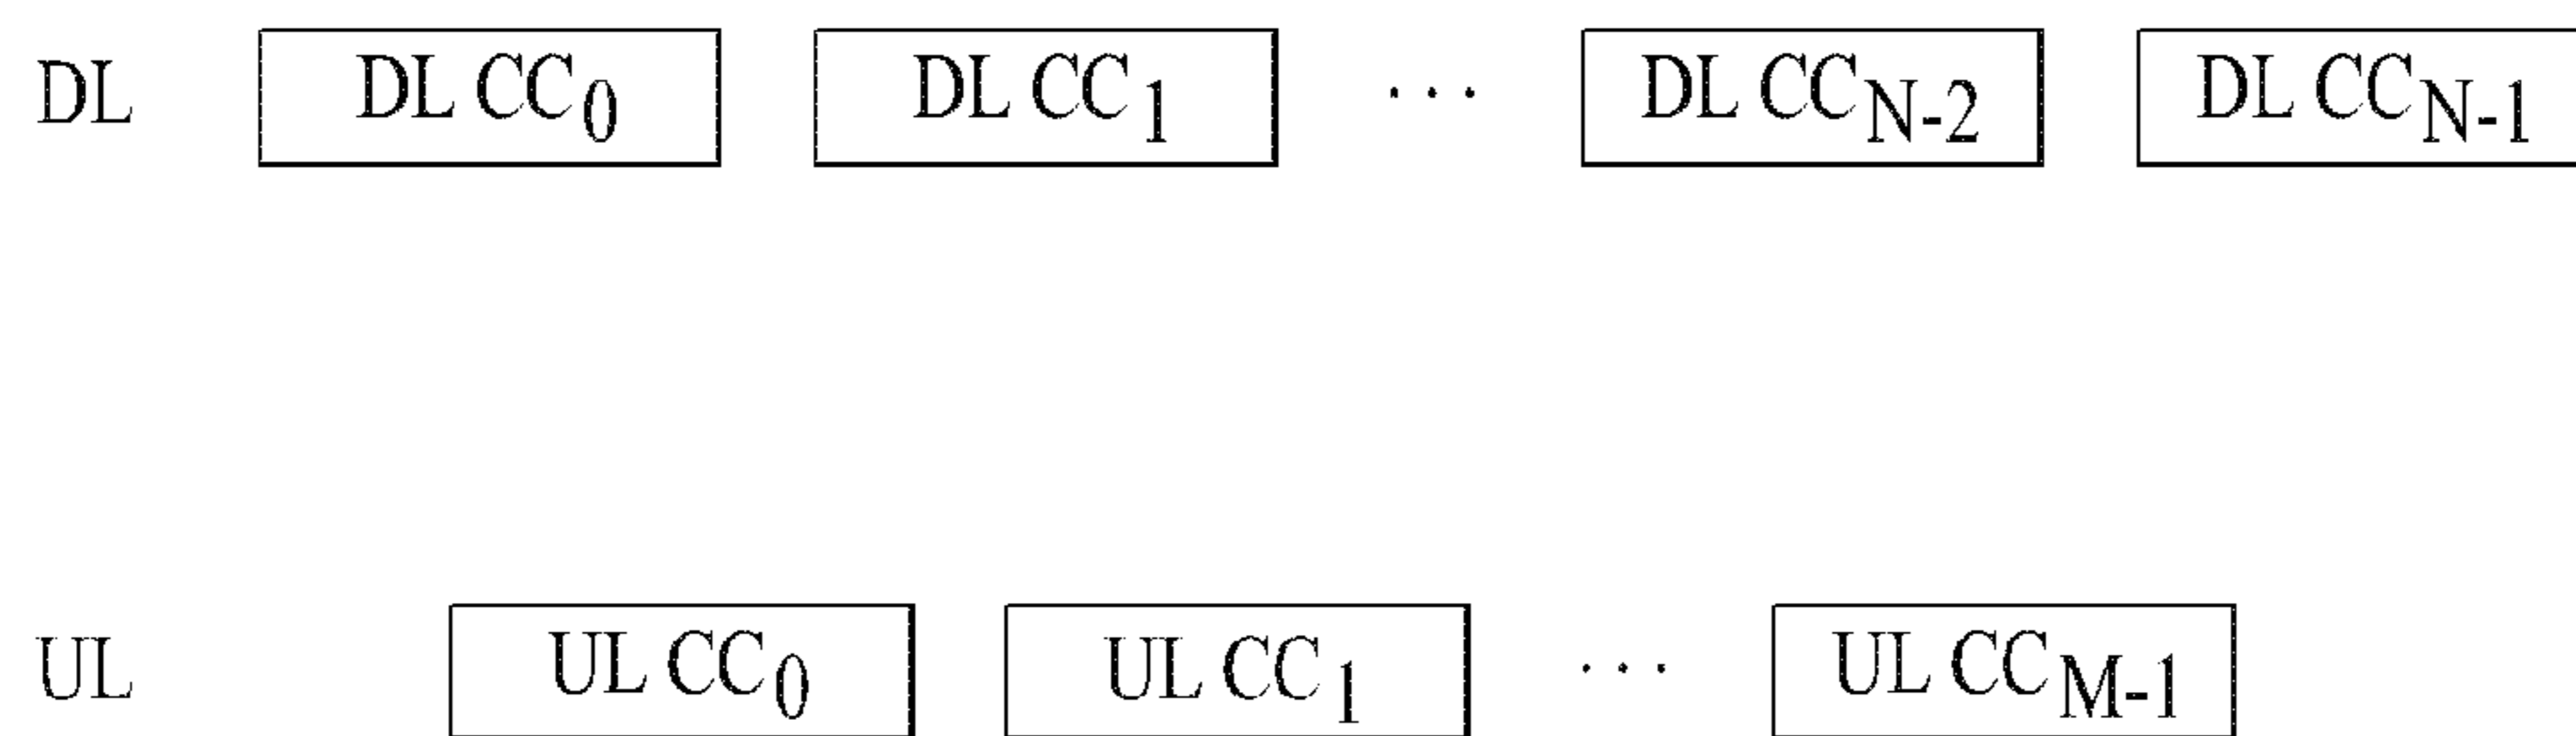 DL DL CC0 DL CC1 ... DL CCN-2 DL CCN-1
UL UL CC0 UL CC1 ... UL CCM-1